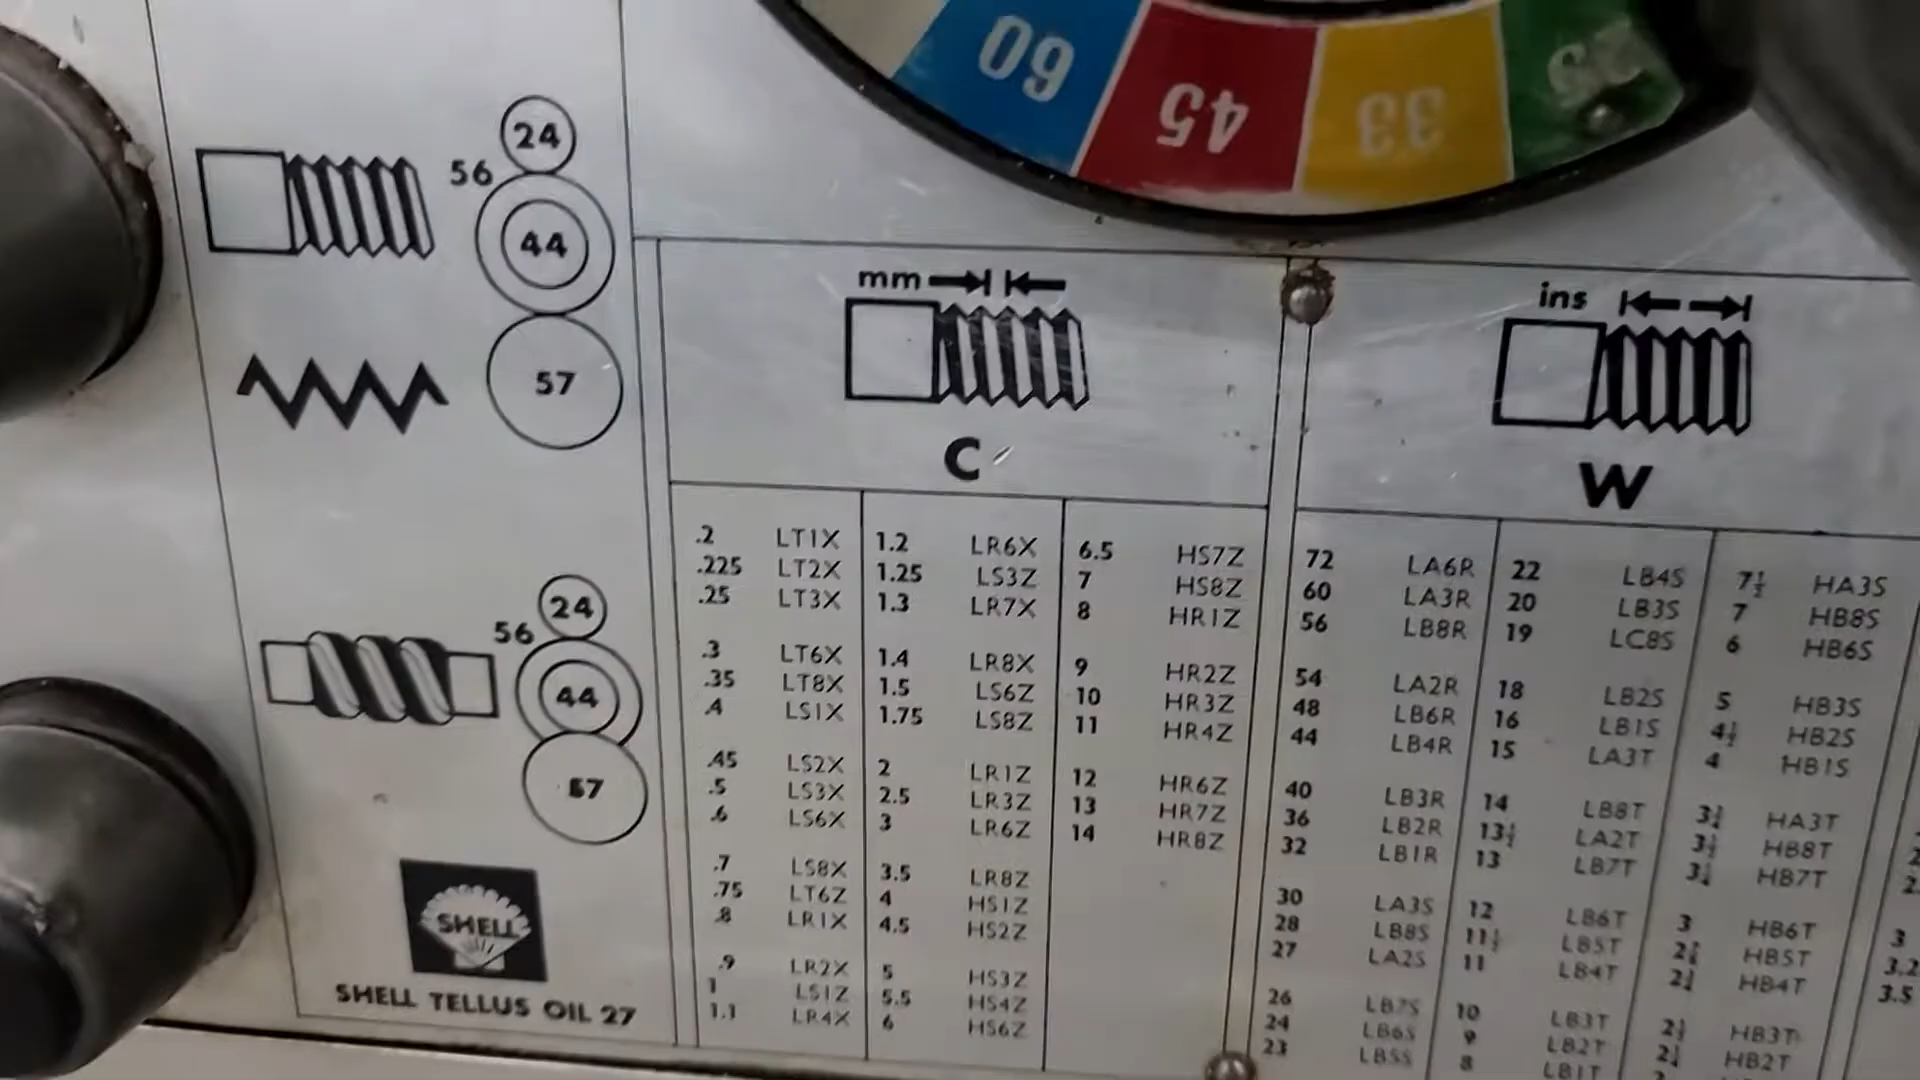 60
45
33
24
56
44
57
24
56
44
57
SHELL
SHELL TELLUS OIL 27
mm
C
.2 LT1X 1.2 LR6X 6.5 HS7Z
.225 LT2X 1.25 LS3Z 7 HS8Z
.25 LT3X 1.3 LR7X 8 HR1Z
.3 LT6X 1.4 LR8X 9 HR2Z
.35 LT8X 1.5 LS6Z 10 HR3Z
.4 LS1X 1.75 LS8Z 11 HR4Z
.45 LS2X 2 LR1Z 12 HR6Z
.5 LS3X 2.5 LR3Z 13 HR7Z
.6 LS6X 3 LR6Z 14 HR8Z
.7 LS8X 3.5 LR8Z
.75 LT6Z 4 HS1Z
.8 LR1X 4.5 HS2Z
.9 LR2X 5 HS3Z
1 LS1Z 5.5 HS4Z
1.1 LR4X 6 HS6Z
ins
W
72 LA6R 22 LB4S 7½ HA3S
60 LA3R 20 LB3S 7 HB8S
56 LB8R 19 LC8S 6 HB6S
54 LA2R 18 LB2S 5 HB3S
48 LB6R 16 LB1S 4½ HB2S
44 LB4R 15 LA3T 4 HB1S
40 LB3R 14 LB8T HA3T
36 LB2R 13½ LA2T HB8T
32 LB1R 13 LB7T HB7T
30 LA3S 12 LB6T 3 HB6T 3
28 LB8S 11½ LB5T HB5T 3.2
27 LA2S 11 LB4T HB4T 3.5
26 LB7S 10 LB3T HB3T
24 LB6S 9 LB2T HB2T
23 LB5S 8 LB1T